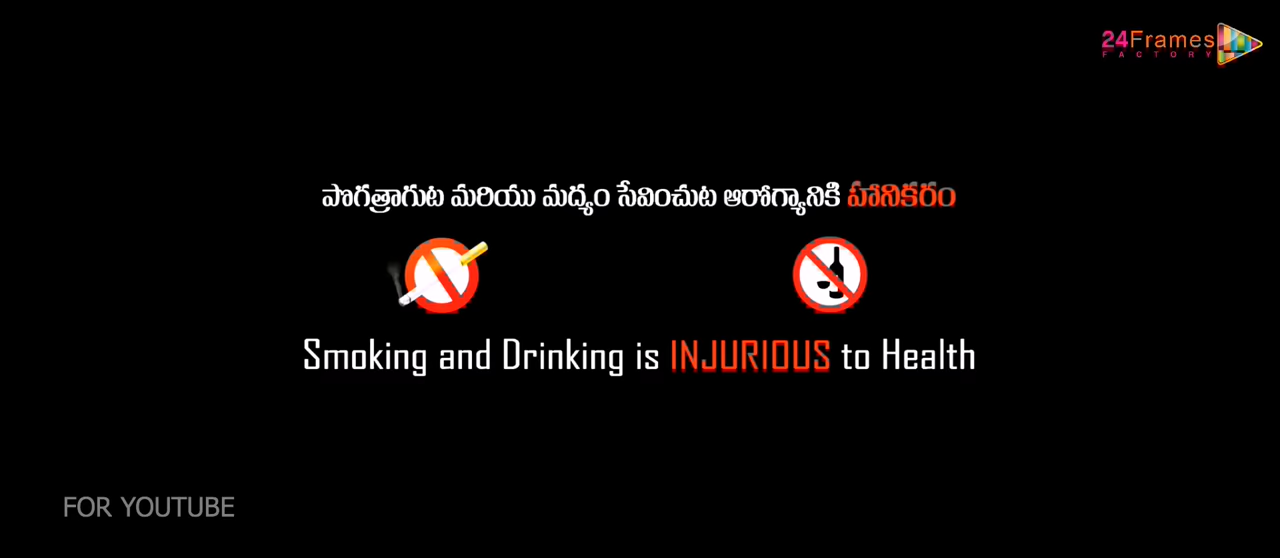 24Frames
FACTORY
పొగత్రాగుట మరియు మద్యం సేవించుట ఆరోగ్యానికి హానికరం
Smoking and Drinking is INJURIOUS to Health
FOR YOUTUBE